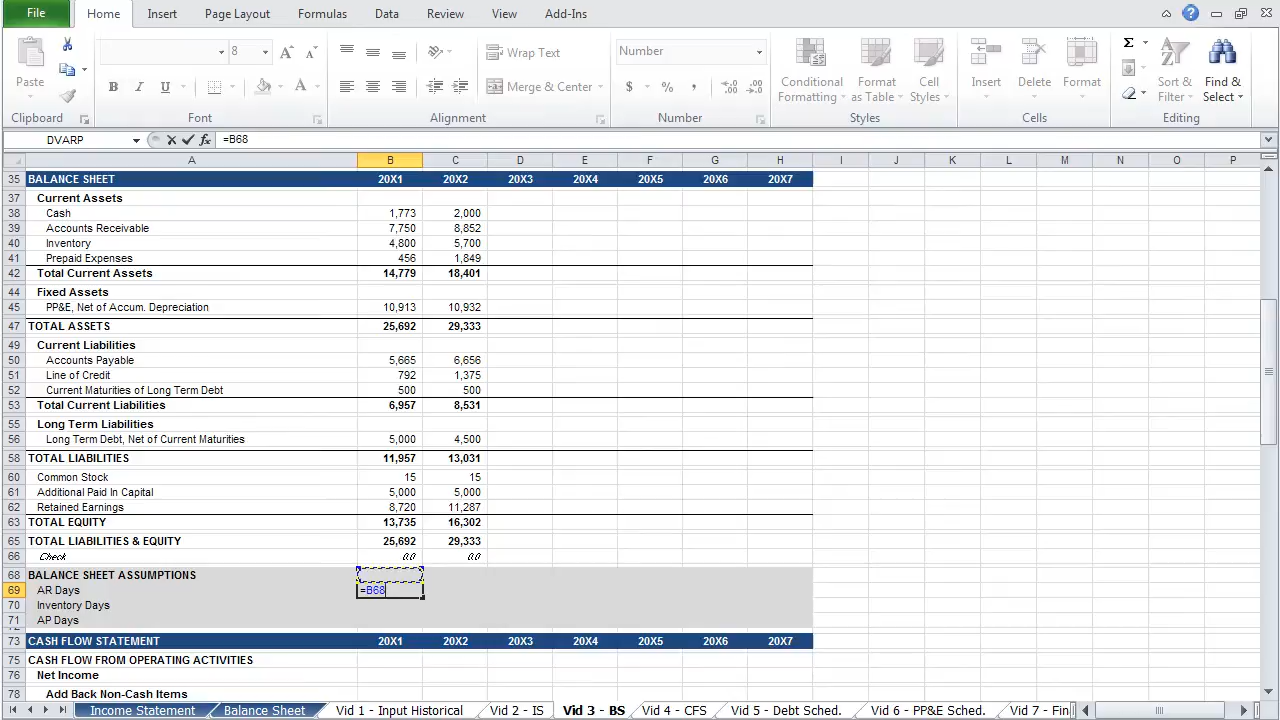 File Home Insert Page Layout Formulas Data Review View Add-Ins
Paste 8 Wrap Text Number Conditional Formatting Format as Table Cell Styles Insert Delete Format Σ Sort & Filter Find & Select
B I U A Merge & Center $ % ,
Clipboard Font Alignment Number Styles Cells Editing
DVARP fx =B68
A B C D E F G H I J K L M N O P
35 BALANCE SHEET 20X1 20X2 20X3 20X4 20X5 20X6 20X7
37 Current Assets
38 Cash 1,773 2,000
39 Accounts Receivable 7,750 8,852
40 Inventory 4,800 5,700
41 Prepaid Expenses 456 1,849
42 Total Current Assets 14,779 18,401
44 Fixed Assets
45 PP&E, Net of Accum. Depreciation 10,913 10,932
47 TOTAL ASSETS 25,692 29,333
49 Current Liabilities
50 Accounts Payable 5,665 6,656
51 Line of Credit 792 1,375
52 Current Maturities of Long Term Debt 500 500
53 Total Current Liabilities 6,957 8,531
55 Long Term Liabilities
56 Long Term Debt, Net of Current Maturities 5,000 4,500
58 TOTAL LIABILITIES 11,957 13,031
60 Common Stock 15 15
61 Additional Paid In Capital 5,000 5,000
62 Retained Earnings 8,720 11,287
63 TOTAL EQUITY 13,735 16,302
65 TOTAL LIABILITIES & EQUITY 25,692 29,333
66 Check 0.0 0.0
68 BALANCE SHEET ASSUMPTIONS
69 AR Days =B68
70 Inventory Days
71 AP Days
73 CASH FLOW STATEMENT 20X1 20X2 20X3 20X4 20X5 20X6 20X7
75 CASH FLOW FROM OPERATING ACTIVITIES
76 Net Income
78 Add Back Non-Cash Items
Income Statement Balance Sheet Vid 1 - Input Historical Vid 2 - IS Vid 3 - BS Vid 4 - CFS Vid 5 - Debt Sched. Vid 6 - PP&E Sched. Vid 7 - Fin